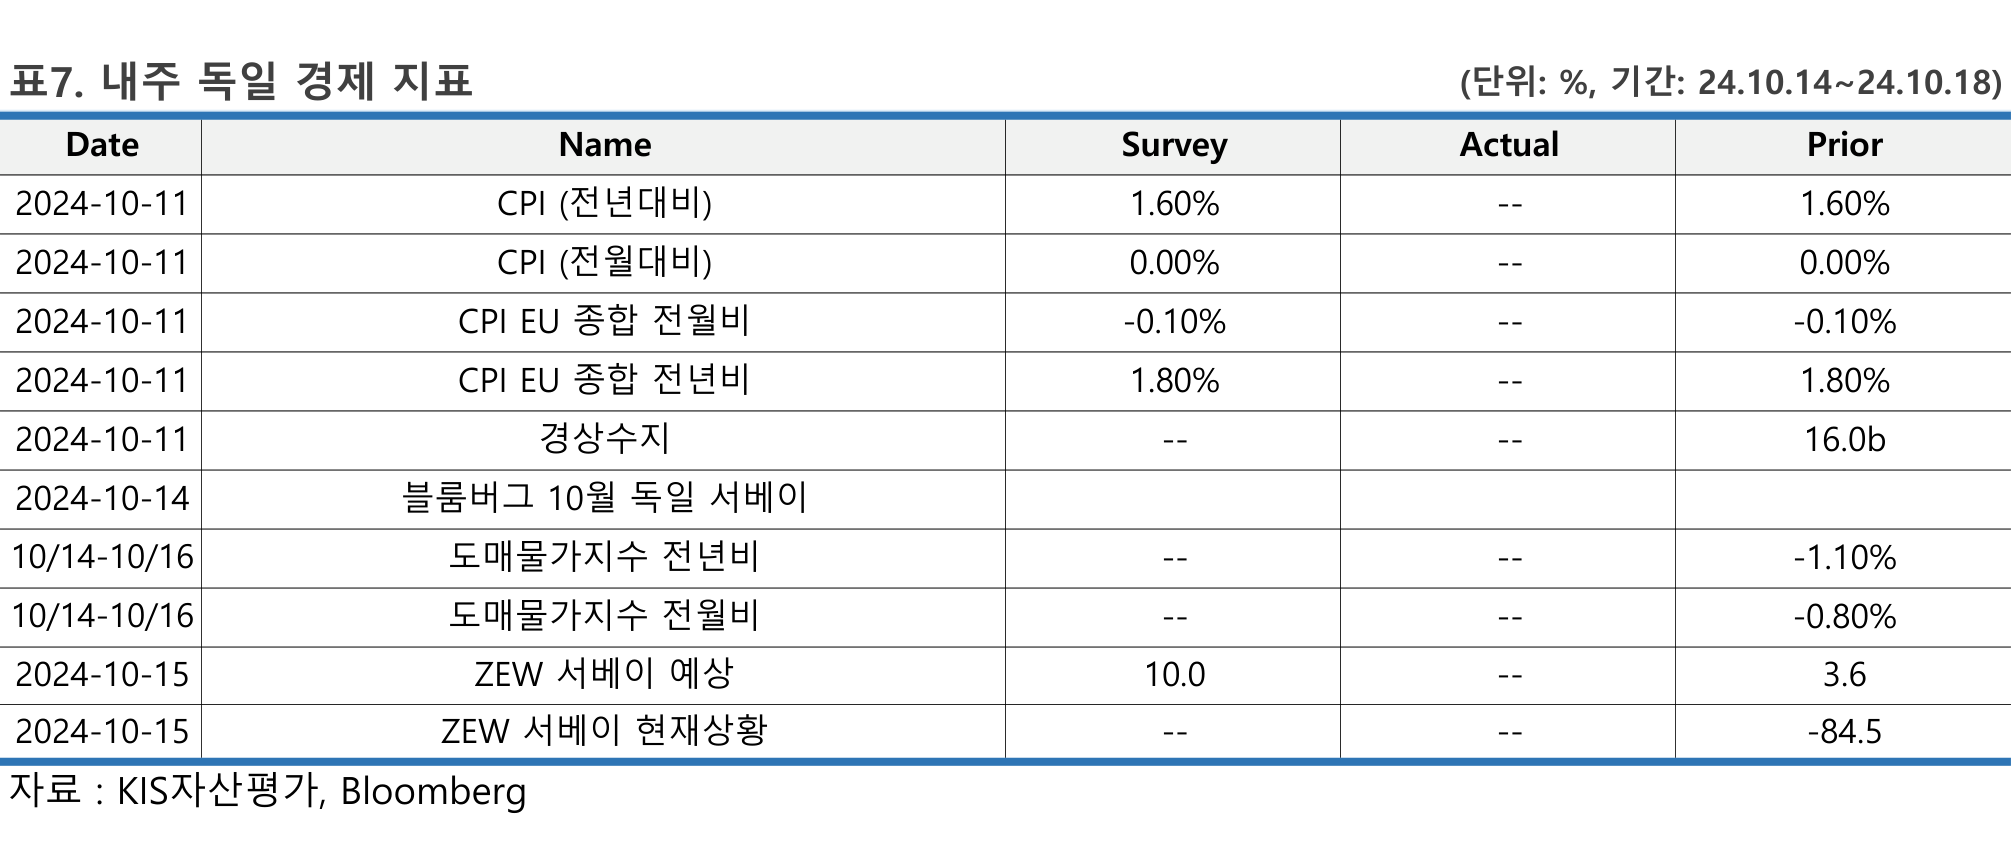 표7. 내주 독일 경제 지표 (단위: %, 기간: 24.10.14~24.10.18)
Date Name Survey Actual Prior
2024-10-11 CPI (전년대비) 1.60% -- 1.60%
2024-10-11 CPI (전월대비) 0.00% -- 0.00%
2024-10-11 CPI EU 종합 전월비 -0.10% -- -0.10%
2024-10-11 CPI EU 종합 전년비 1.80% -- 1.80%
2024-10-11 경상수지 -- -- 16.0b
2024-10-14 블룸버그 10월 독일 서베이
10/14-10/16 도매물가지수 전년비 -- -- -1.10%
10/14-10/16 도매물가지수 전월비 -- -- -0.80%
2024-10-15 ZEW 서베이 예상 10.0 -- 3.6
2024-10-15 ZEW 서베이 현재상황 -- -- -84.5
자료 : KIS자산평가, Bloomberg